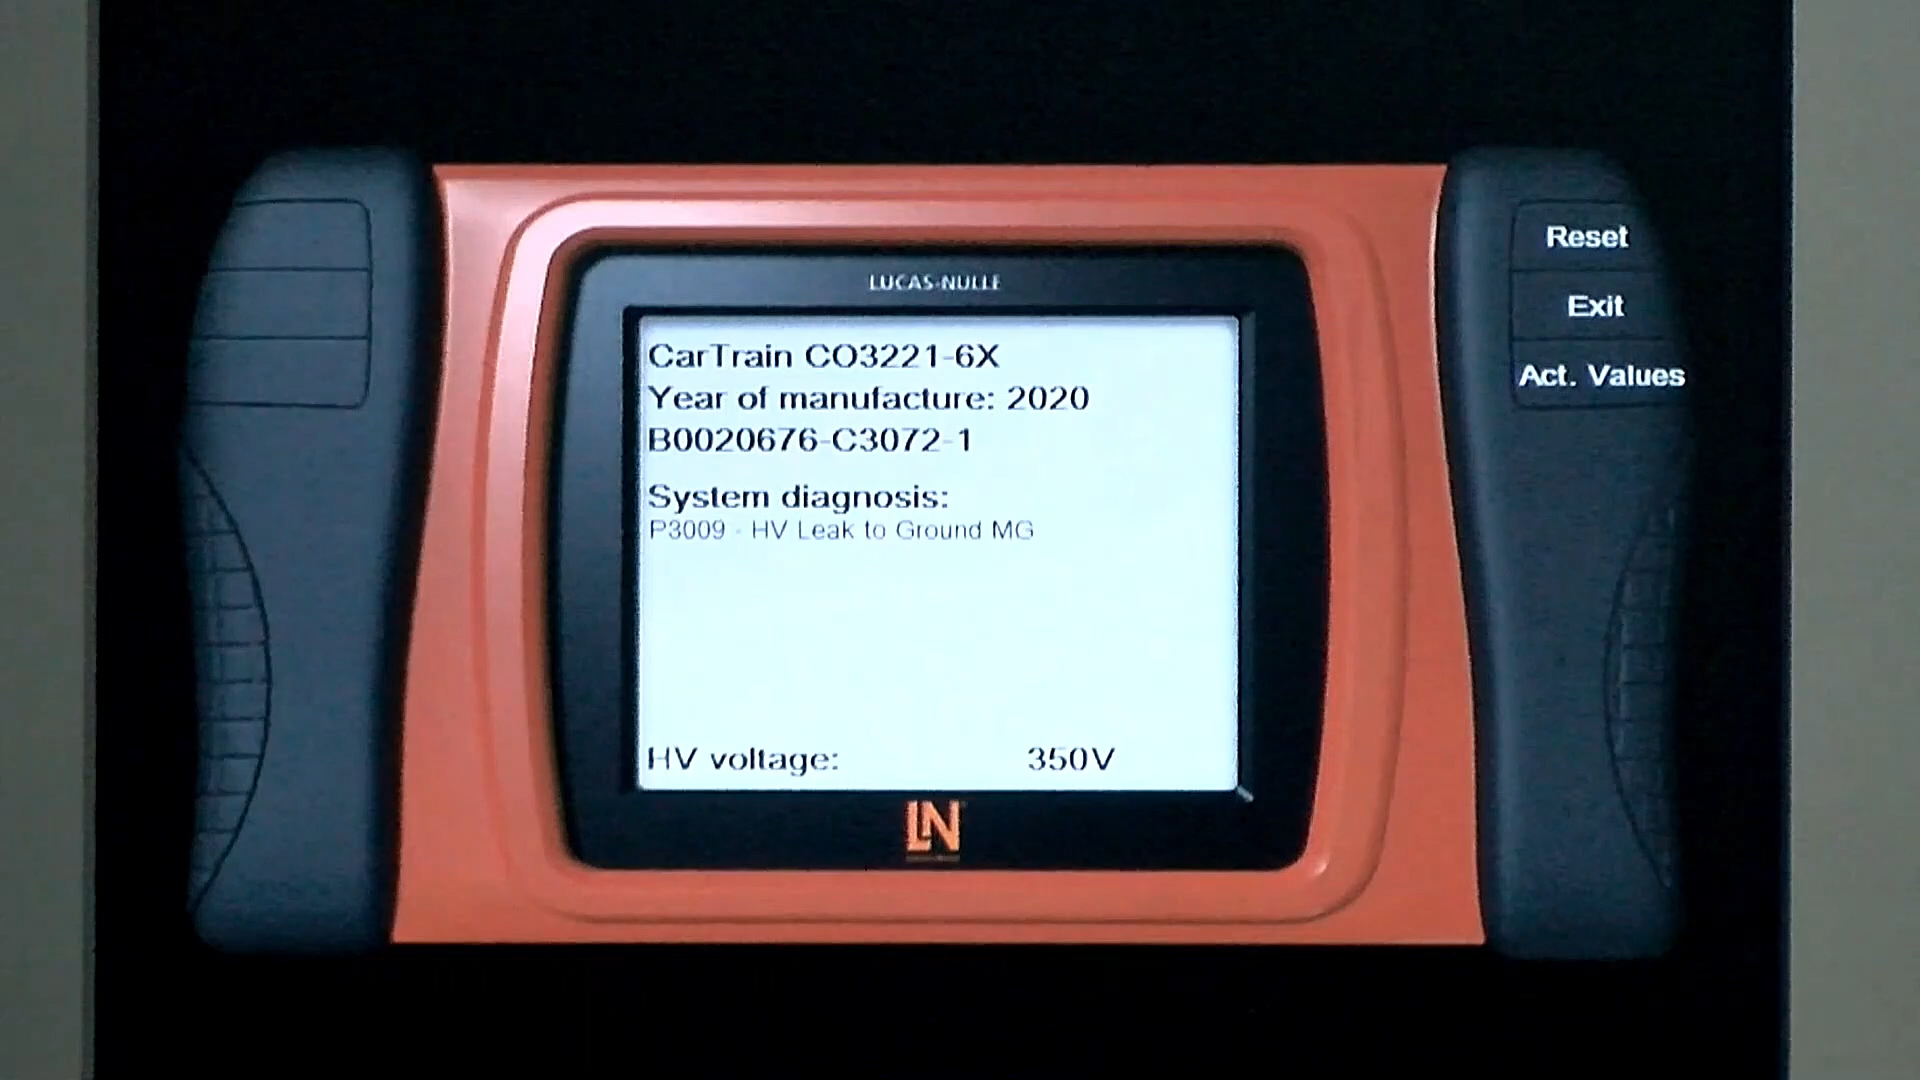 LUCAS-NULLE
CarTrain CO3221-6X
Year of manufacture: 2020
B0020676-C3072-1
System diagnosis:
P3009 - HV Leak to Ground MG
HV voltage: 350V
LN
Reset
Exit
Act. Values